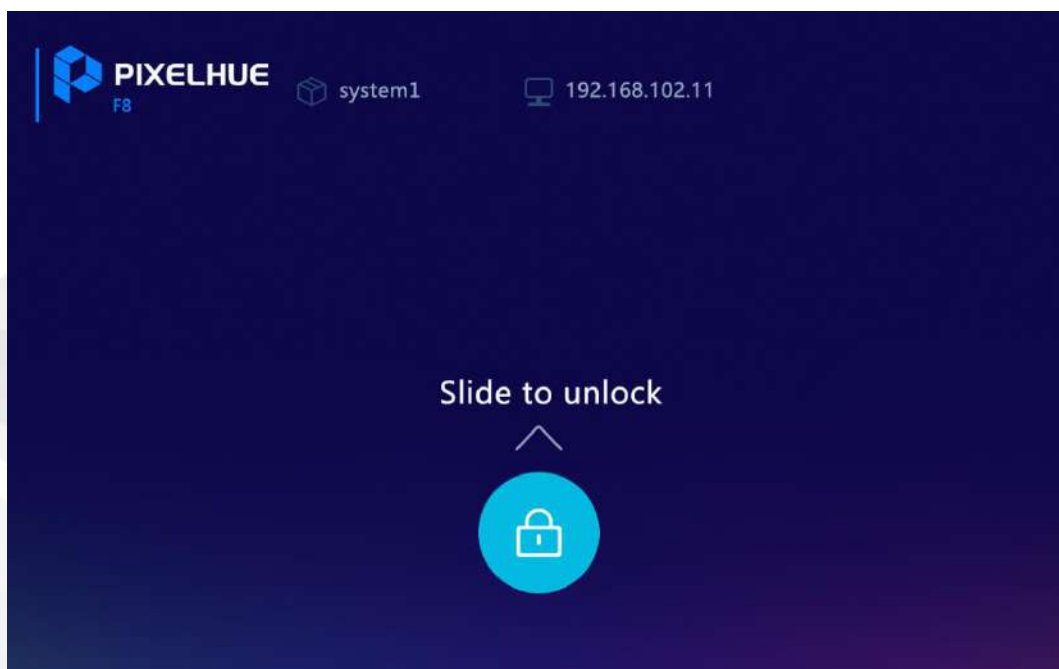 PIXELHUE
F8
system1
192.168.102.11
Slide to unlock